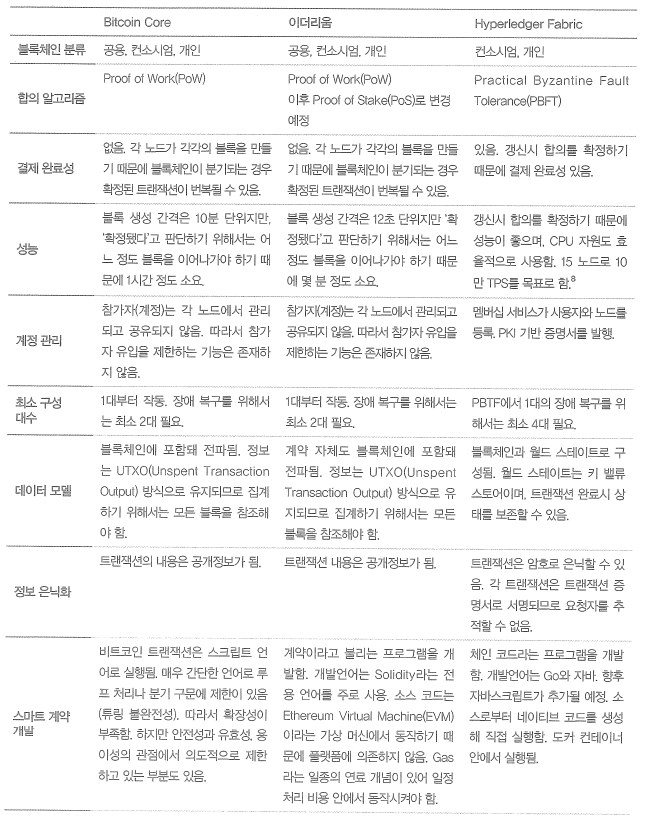 Bitcoin Core 이더리움 Hyperledger Fabric
블록체인 분류
공용, 컨소시엄, 개인
공용, 컨소시엄, 개인
컨소시엄, 개인
합의 알고리즘
Proof of Work(PoW)
Proof of Work(PoW)
이후 Proof of Stake(PoS)로 변경
예정
Practical Byzantine Fault
Tolerance(PBFT)
결제 완료성
없음. 각 노드가 각각의 블록을 만들
기 때문에 블록체인이 분기되는 경우
확정된 트랜잭션이 번복될 수 있음.
없음. 각 노드가 각각의 블록을 만들
기 때문에 블록체인이 분기되는 경우
확정된 트랜잭션이 번복될 수 있음.
있음. 갱신시 합의를 확정하기
때문에 결제 완료성 있음.
성능
블록 생성 간격은 10분 단위지만,
‘확정됐다’고 판단하기 위해서는 어
느 정도 블록을 이어나가야 하기 때
문에 1시간 정도 소요.
블록 생성 간격은 12초 단위지만 ‘확
정됐다’고 판단하기 위해서는 어느
정도 블록을 이어나가야 하기 때문
에 몇 분 정도 소요.
갱신시 합의를 확정하기 때문에
성능이 좋으며, CPU 자원도 효
율적으로 사용함. 15 노드로 10
만 TPS를 목표로 함.8
계정 관리
참가자(계정)는 각 노드에서 관리
되고 공유되지 않음. 따라서 참가
자 유입을 제한하는 기능은 존재하
지 않음.
참가자(계정)는 각 노드에서 관리되고
공유되지 않음. 따라서 참가자 유입을
제한하는 기능은 존재하지 않음.
멤버십 서비스가 사용자와 노드를
등록. PKI 기반 증명서를 발행.
최소 구성
대수
1대부터 작동. 장애 복구를 위해서
는 최소 2대 필요.
1대부터 작동. 장애 복구를 위해서는
최소 2대 필요.
PBTF에서 1대의 장애 복구를 위
해서는 최소 4대 필요.
데이터 모델
블록체인에 포함돼 전파됨. 정보
는 UTXO(Unspent Transaction
Output) 방식으로 유지되므로 집계
하기 위해서는 모든 블록을 참조해
야 함.
계약 자체도 블록체인에 포함돼
전파됨. 정보는 UTXO(Unspent
Transaction Output) 방식으로 유
지되므로 집계하기 위해서는 모든
블록을 참조해야 함.
블록체인과 월드 스테이트로 구
성됨. 월드 스테이트는 키 밸류
스토어이며, 트랜잭션 완료시 상
태를 보존할 수 있음.
정보 은닉화
트랜잭션의 내용은 공개정보가 됨.
트랜잭션 내용은 공개정보가 됨.
트랜잭션은 암호로 은닉할 수 있
음. 각 트랜잭션은 트랜잭션 증
명서로 서명되므로 요청자를 추
적할 수 없음.
스마트 계약
개발
비트코인 트랜잭션은 스크립트 언
어로 실행됨. 매우 간단한 언어로 루
프 처리나 분기 구문에 제한이 있음
(튜링 불완전성). 따라서 확장성이
부족함. 하지만 안전성과 유효성, 용
이성의 관점에서 의도적으로 제한
하고 있는 부분도 있음.
계약이라고 불리는 프로그램을 개
발함. 개발언어는 Solidity라는 전
용 언어를 주로 사용. 소스 코드는
Ethereum Virtual Machine(EVM)
이라는 가상 머신에서 동작하기 때
문에 플랫폼에 의존하지 않음. Gas
라는 일종의 연료 개념이 있어 일정
처리 비용 안에서 동작시켜야 함.
체인 코드라는 프로그램을 개발
함. 개발언어는 Go와 자바. 향후
자바스크립트가 추가될 예정. 소
스로부터 네이티브 코드를 생성
해 직접 실행함. 도커 컨테이너
안에서 실행됨.